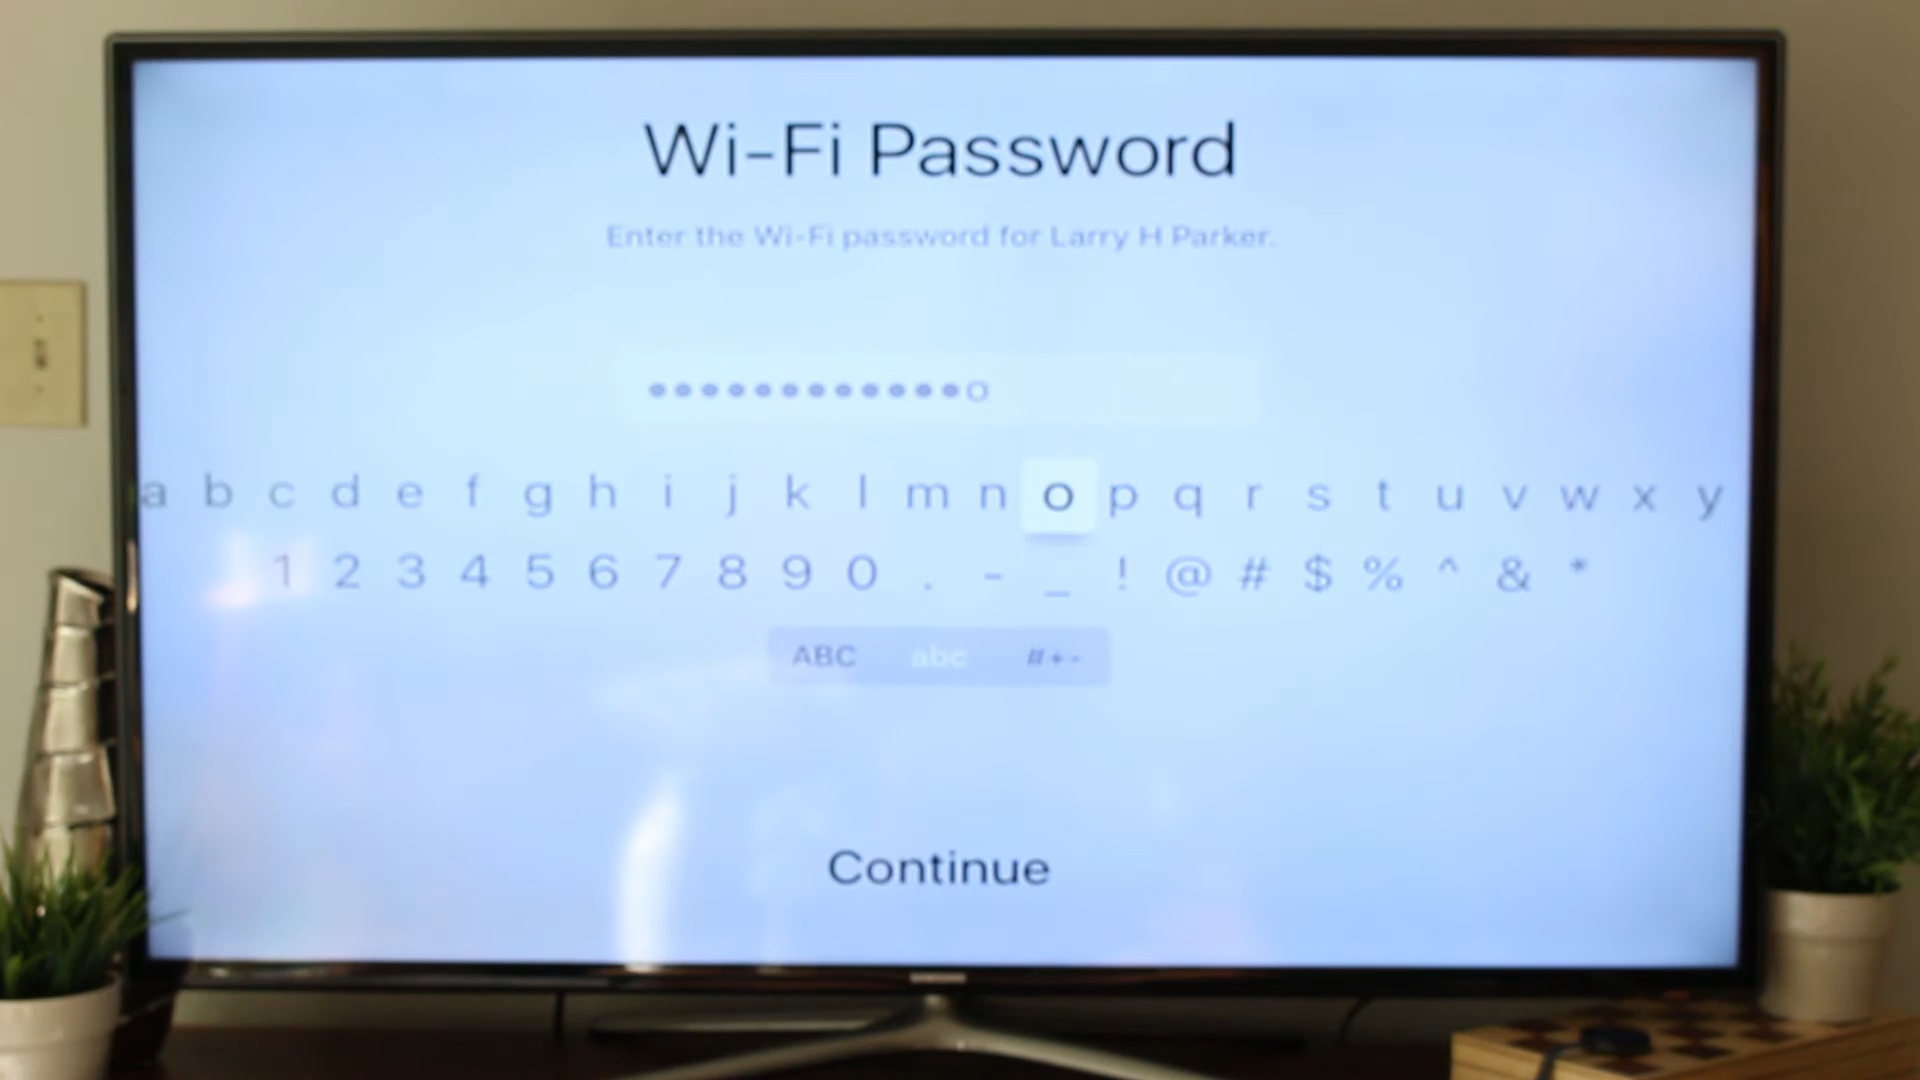 Wi-Fi Password
Enter the Wi-Fi password for Larry H Parker.
●●●●●●●●●●●●o
a b c d e f g h i j k l m n o p q r s t u v w x y
1 2 3 4 5 6 7 8 9 0 . - _ ! @ # $ % ^ & *
ABC abc #+-
Continue